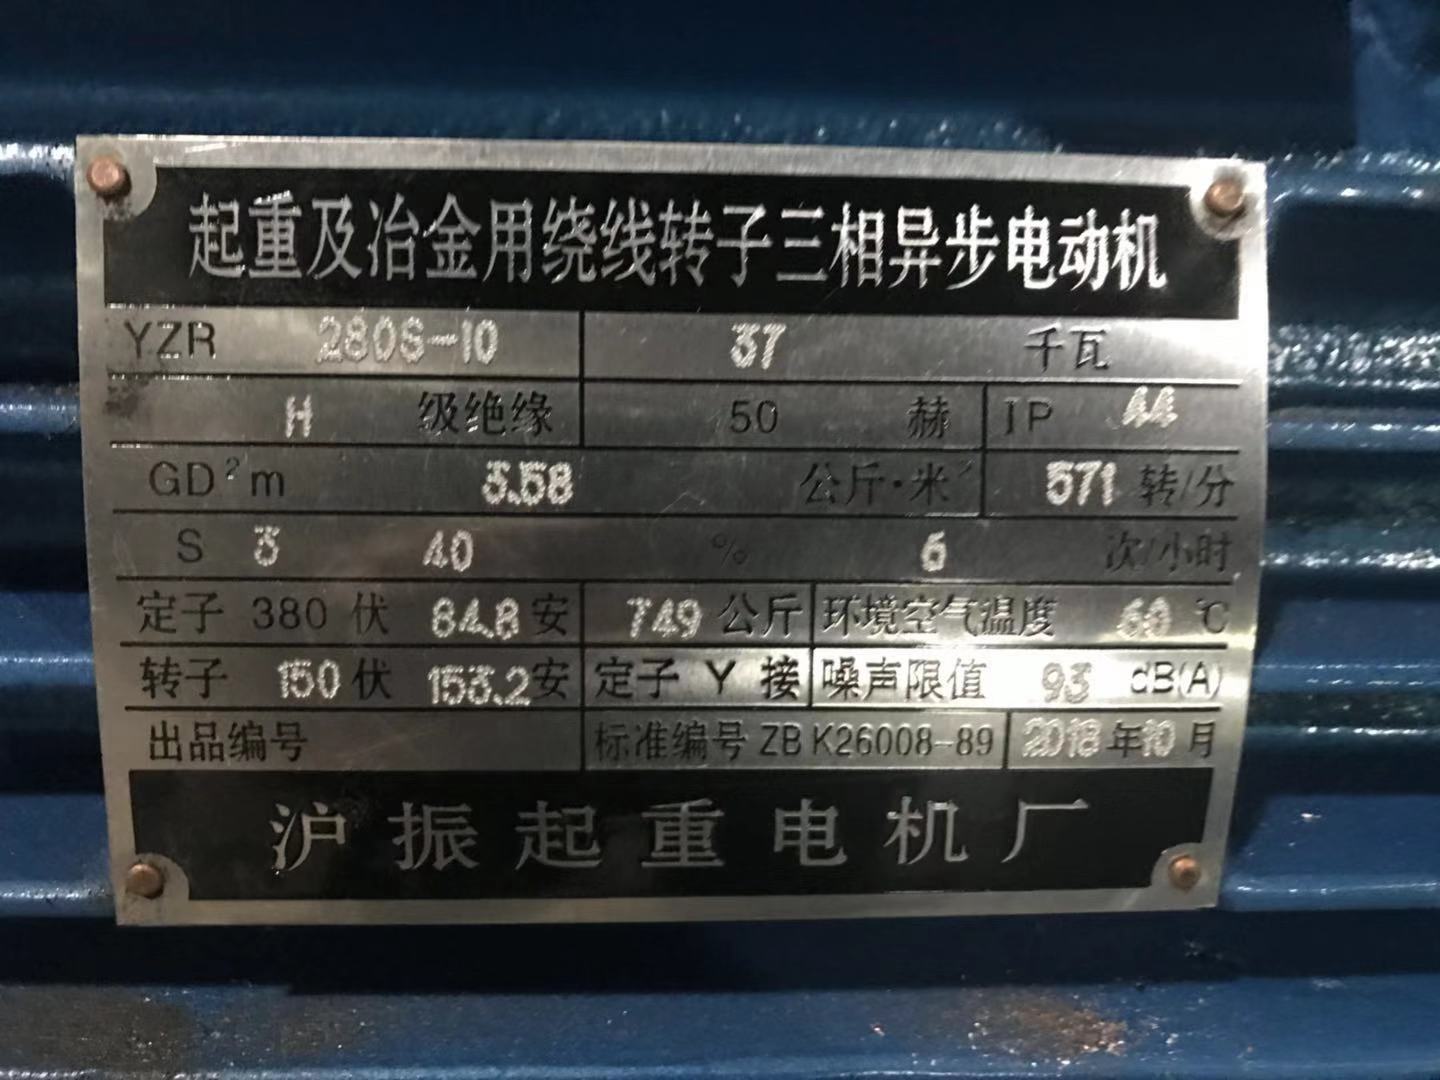 起重及冶金用绕线转子三相异步电动机
YZR 280S-10 37 千瓦
H 级绝缘 50 赫 IP 44
GD²m 3.58 公斤·米² 571 转/分
S 3 40 % 6 次/小时
定子 380 伏 84.8 安 749 公斤 环境空气温度 60 ℃
转子 150 伏 153.2 安 定子 Y 接 噪声限值 93 dB(A)
出品编号 标准编号 ZBK26008-89 2018 年 10 月
沪振起重电机厂